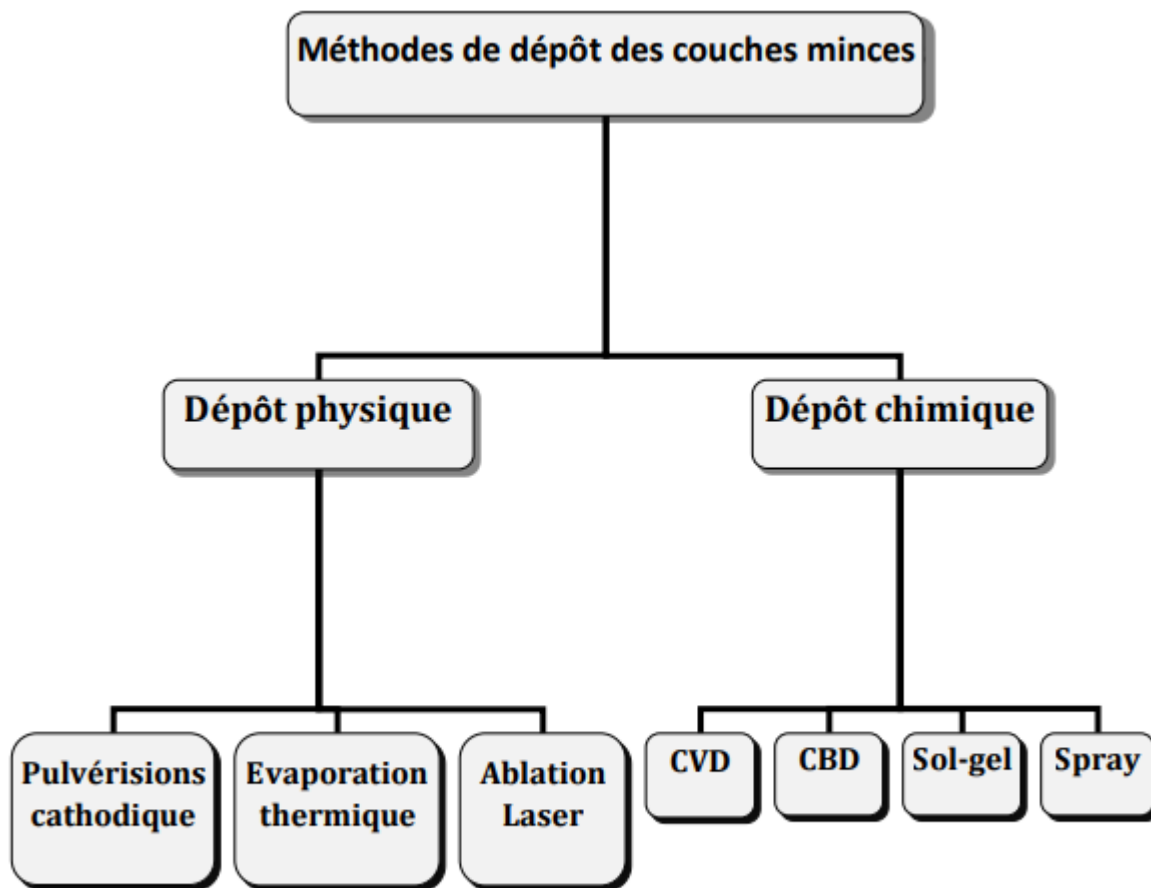 Méthodes de dépôt des couches minces
Dépôt physique
Dépôt chimique
Pulvérisions
cathodique
Evaporation
thermique
Ablation
Laser
CVD
CBD
Sol-gel
Spray